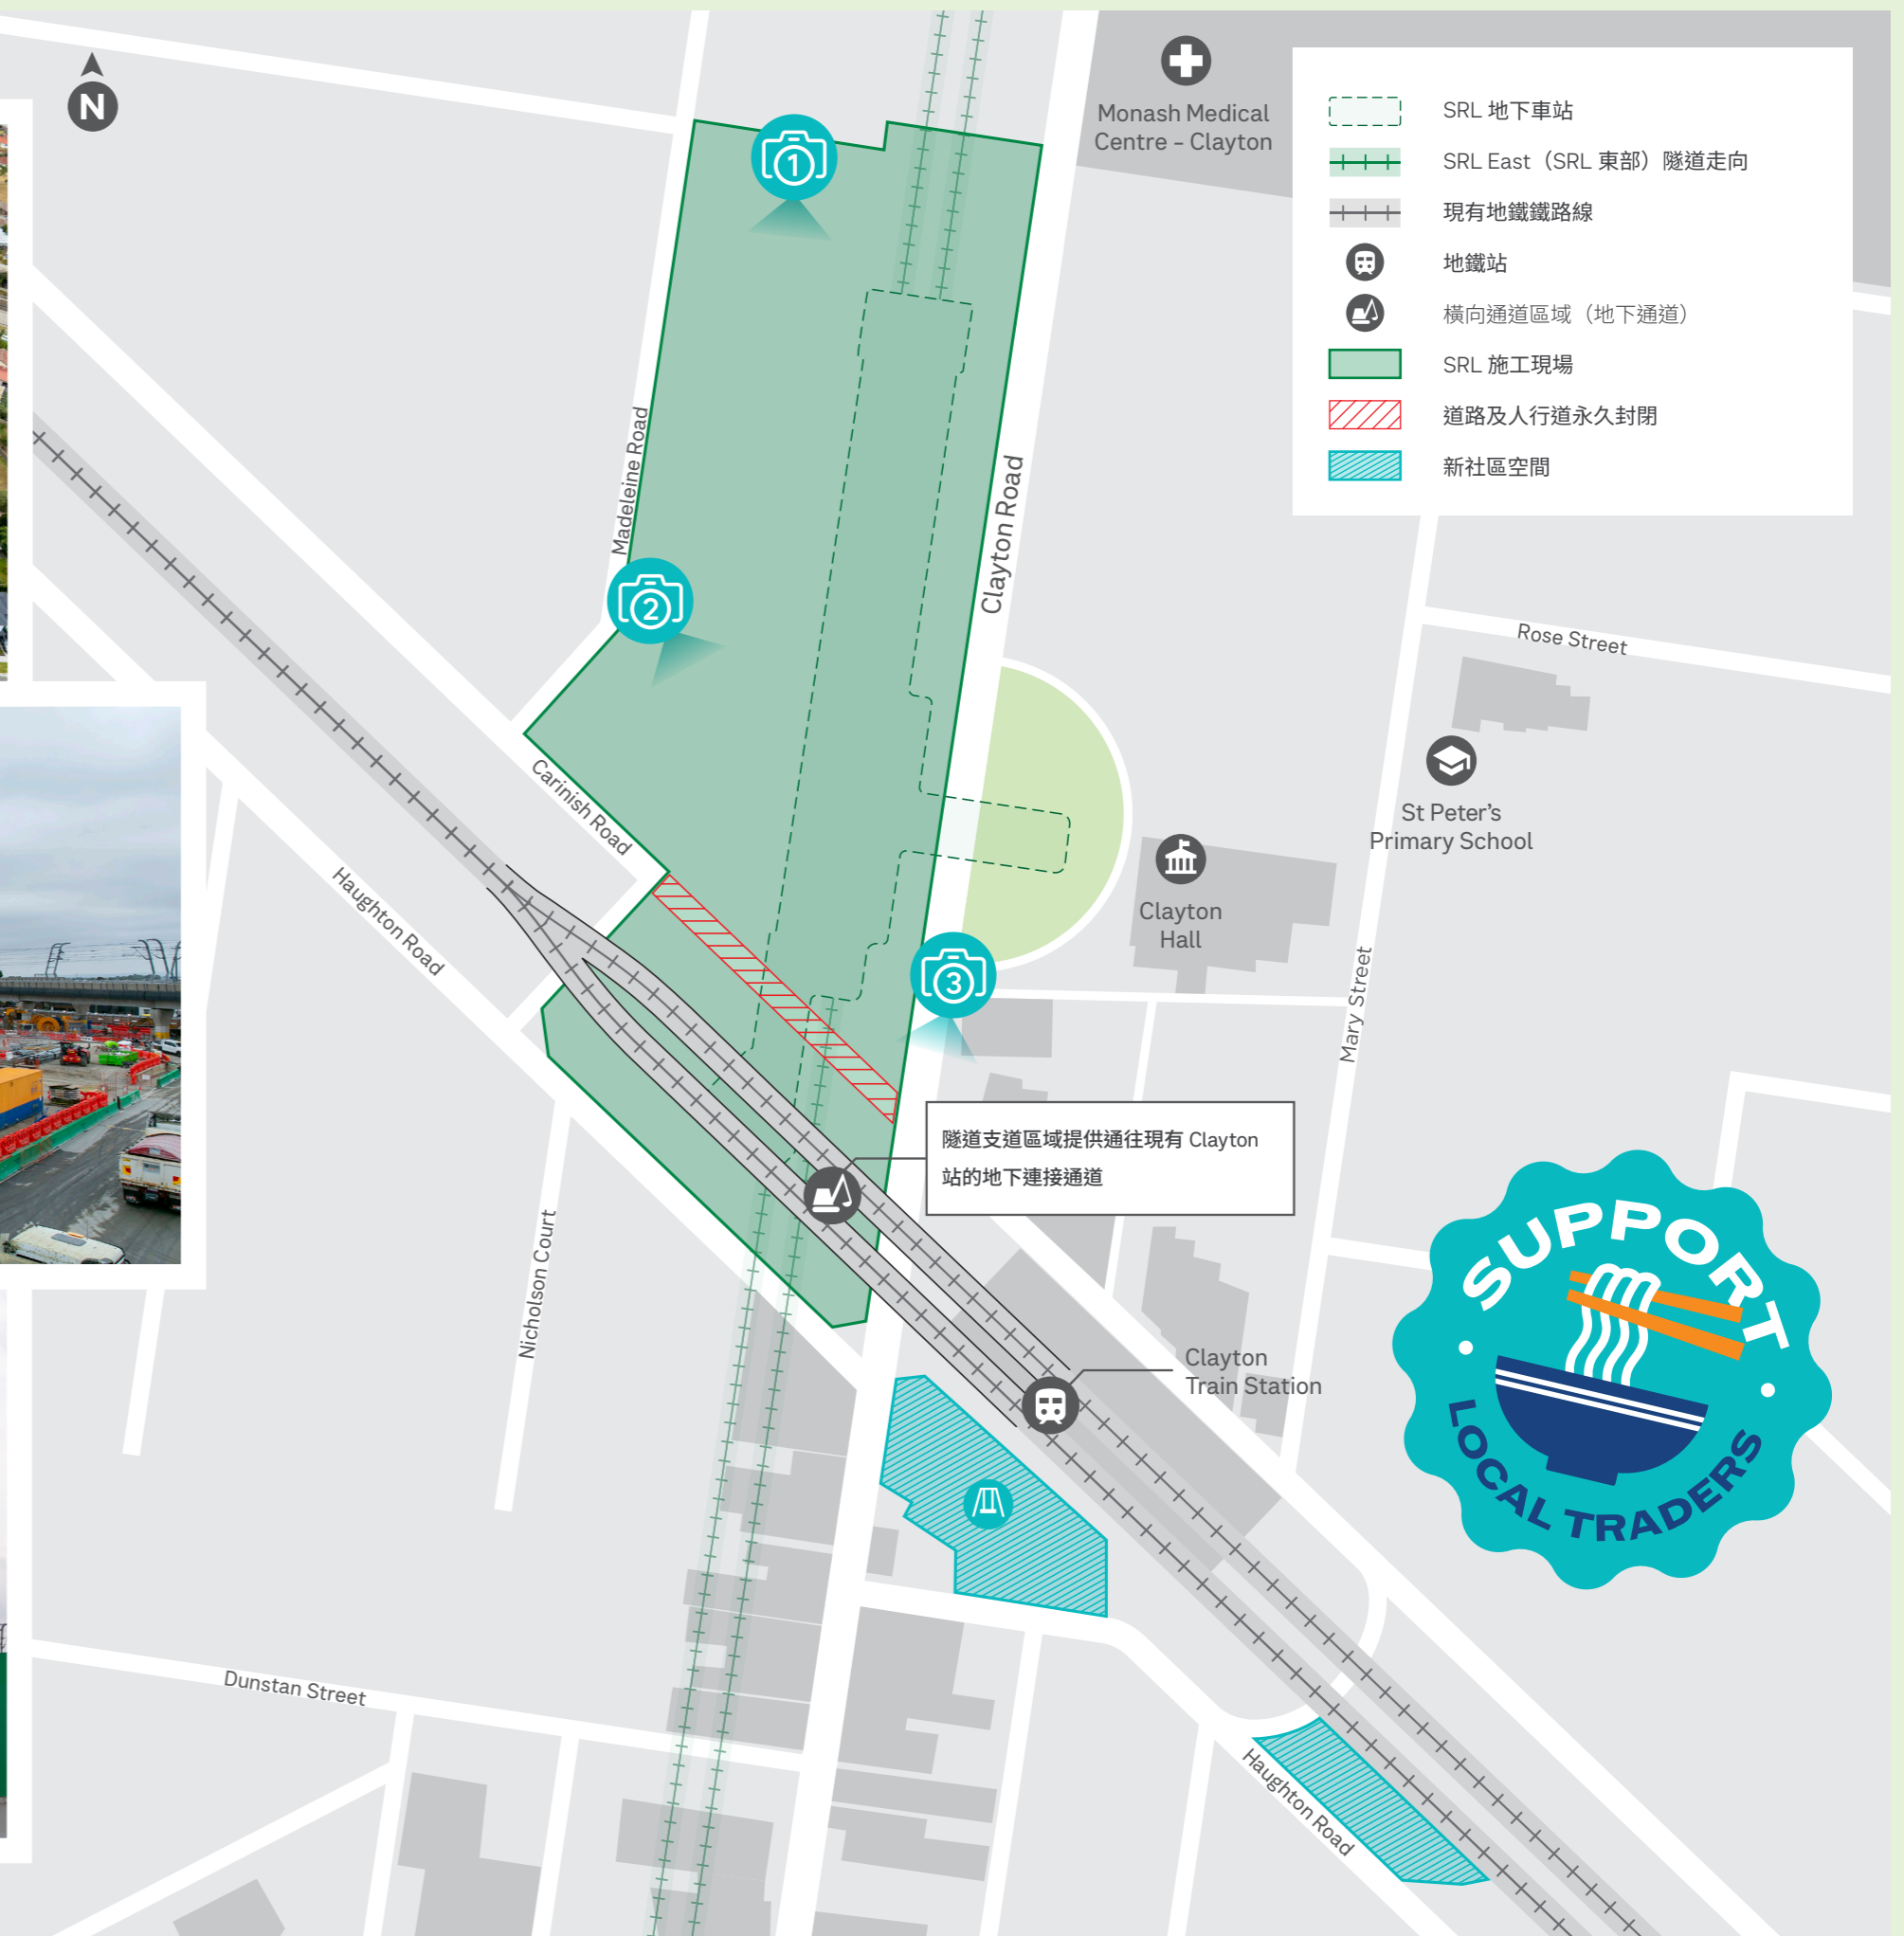 N
Monash Medical
Centre - Clayton
SRL 地下車站
SRL East（SRL 東部）隧道走向
現有地鐵鐵路線
地鐵站
橫向通道區域（地下通道）
SRL 施工現場
道路及人行道永久封閉
新社區空間
1
Madeleine Road
Clayton Road
2
Rose Street
St Peter's
Primary School
Carinish Road
Haughton Road
Clayton
Hall
3
Mary Street
隧道支道區域提供通往現有 Clayton
站的地下連接通道
Nicholson Court
Clayton
Train Station
SUPPORT
LOCAL TRADERS
Dunstan Street
Haughton Road